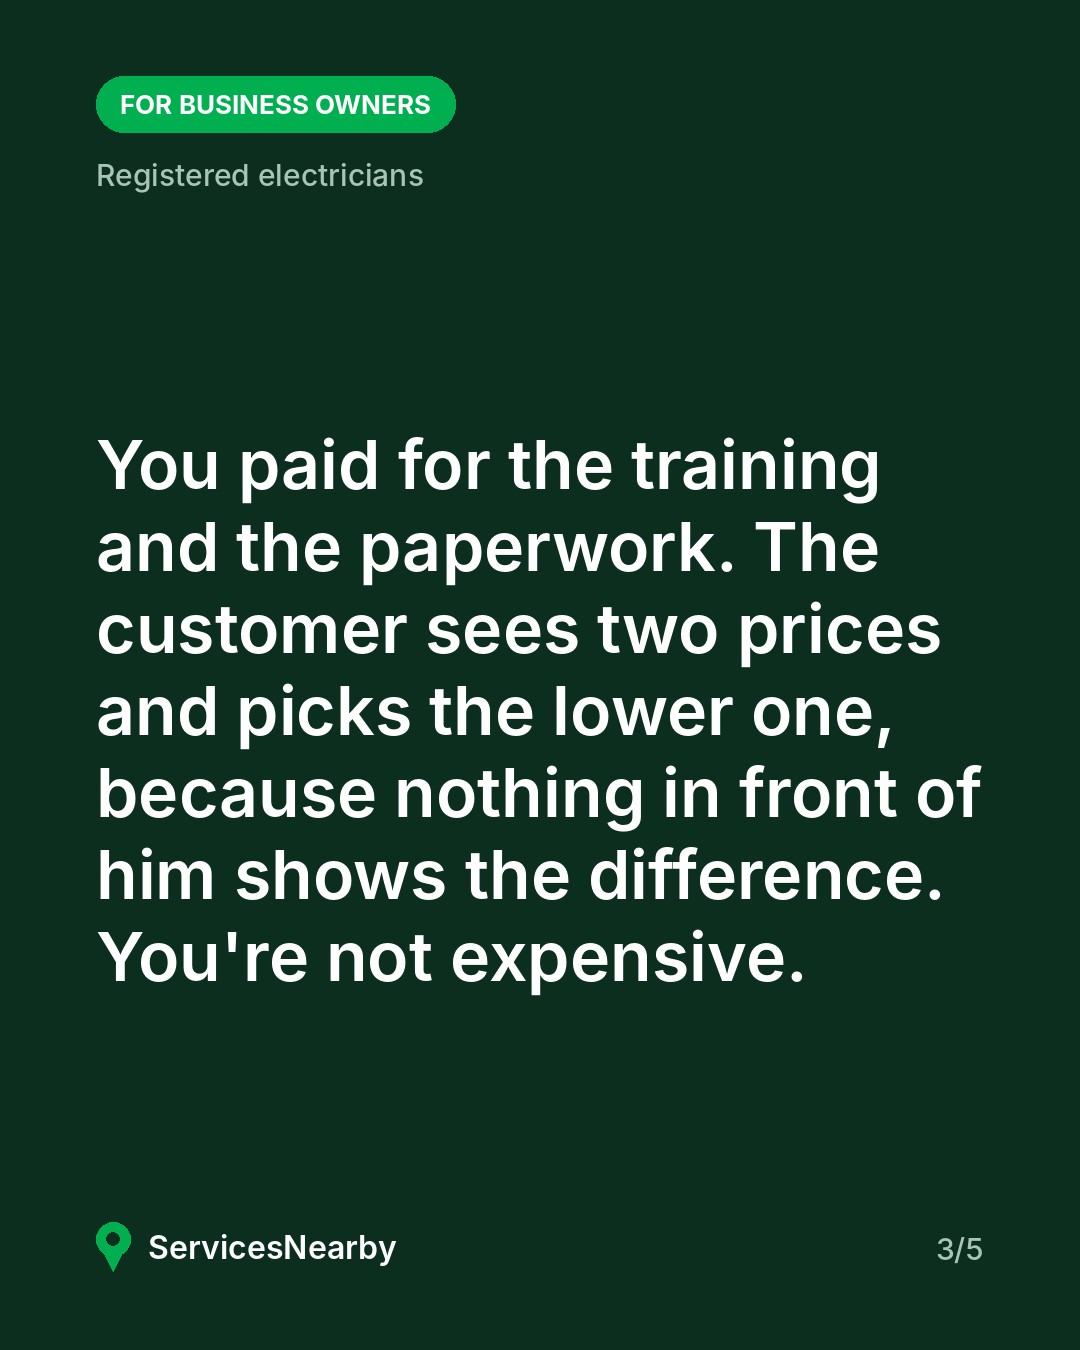 FOR BUSINESS OWNERS
Registered electricians
You paid for the training
and the paperwork. The
customer sees two prices
and picks the lower one,
because nothing in front of
him shows the difference.
You're not expensive.
ServicesNearby
3/5